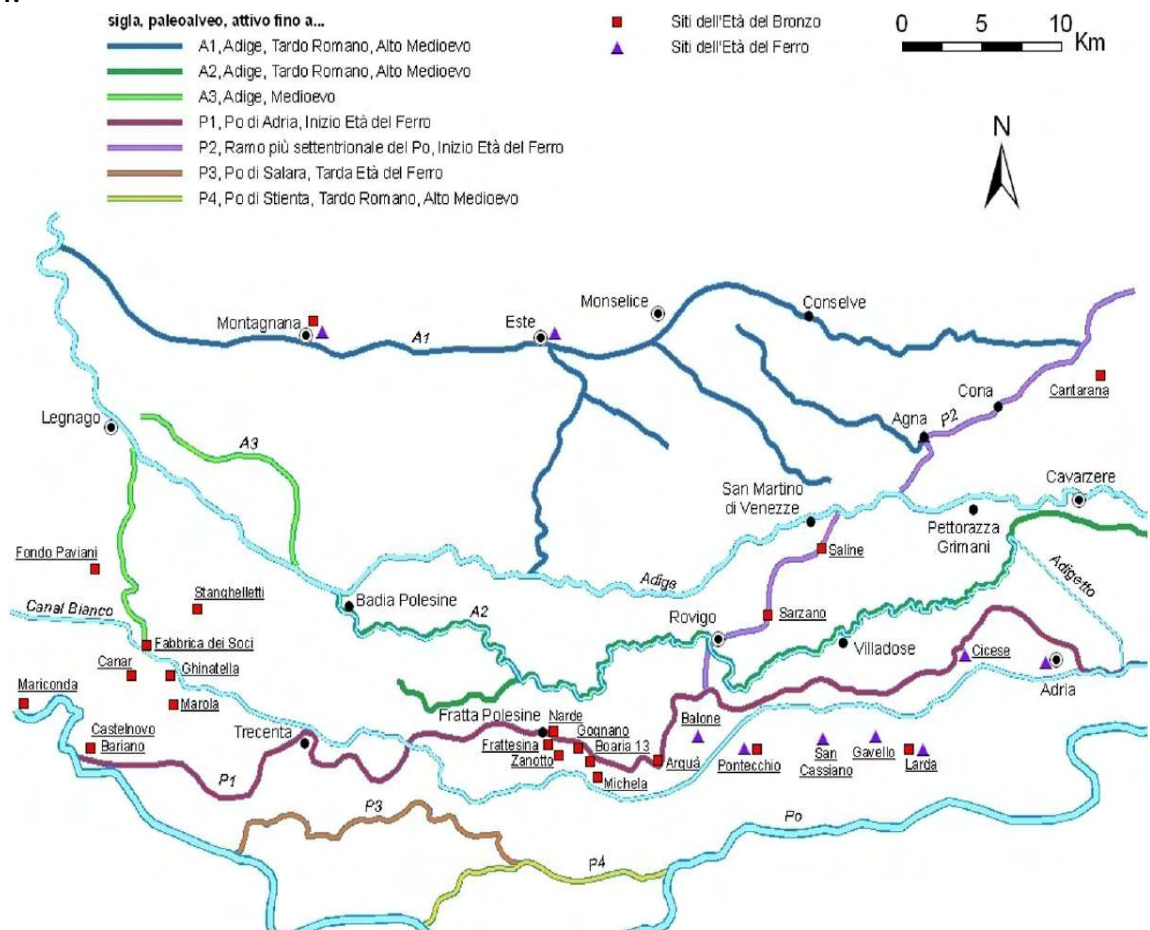 sigla, paleoalveo, attivo fino a...
A1, Adige, Tardo Romano, Alto Medioevo
A2, Adige, Tardo Romano, Alto Medioevo
A3, Adige, Medioevo
P1, Po di Adria, Inizio Età del Ferro
P2, Ramo più settentrionale del Po, Inizio Età del Ferro
P3, Po di Salara, Tarda Età del Ferro
P4, Po di Stienta, Tardo Romano, Alto Medioevo
Siti dell'Età del Bronzo
Siti dell'Età del Ferro
0 5 10
Km
N
Monselice
Conselve
Montagnana
A1
Este
Cona
Cantarana
Legnago
Agna
P2
A3
San Martino
di Venezze
Cavarzere
Pettorazza
Grimani
Fondo Paviani
Saline
Stanghelletti
Adige
Adigetto
Canal Bianco
Badia Polesine
A2
Rovigo
Sarzano
Fabbrica dei Soci
Villadose
Canar
Ghinatella
Cicese
Mariconda
Marola
Adria
Fratta Polesine
Narde
Balone
Castelnovo
Bariano
Trecenta
Gognano
Frattesina
Boaria 13
Zanotto
Arquà
Pontecchio
San
Cassiano
Gavello
Larda
P1
Michela
P3
Po
P4